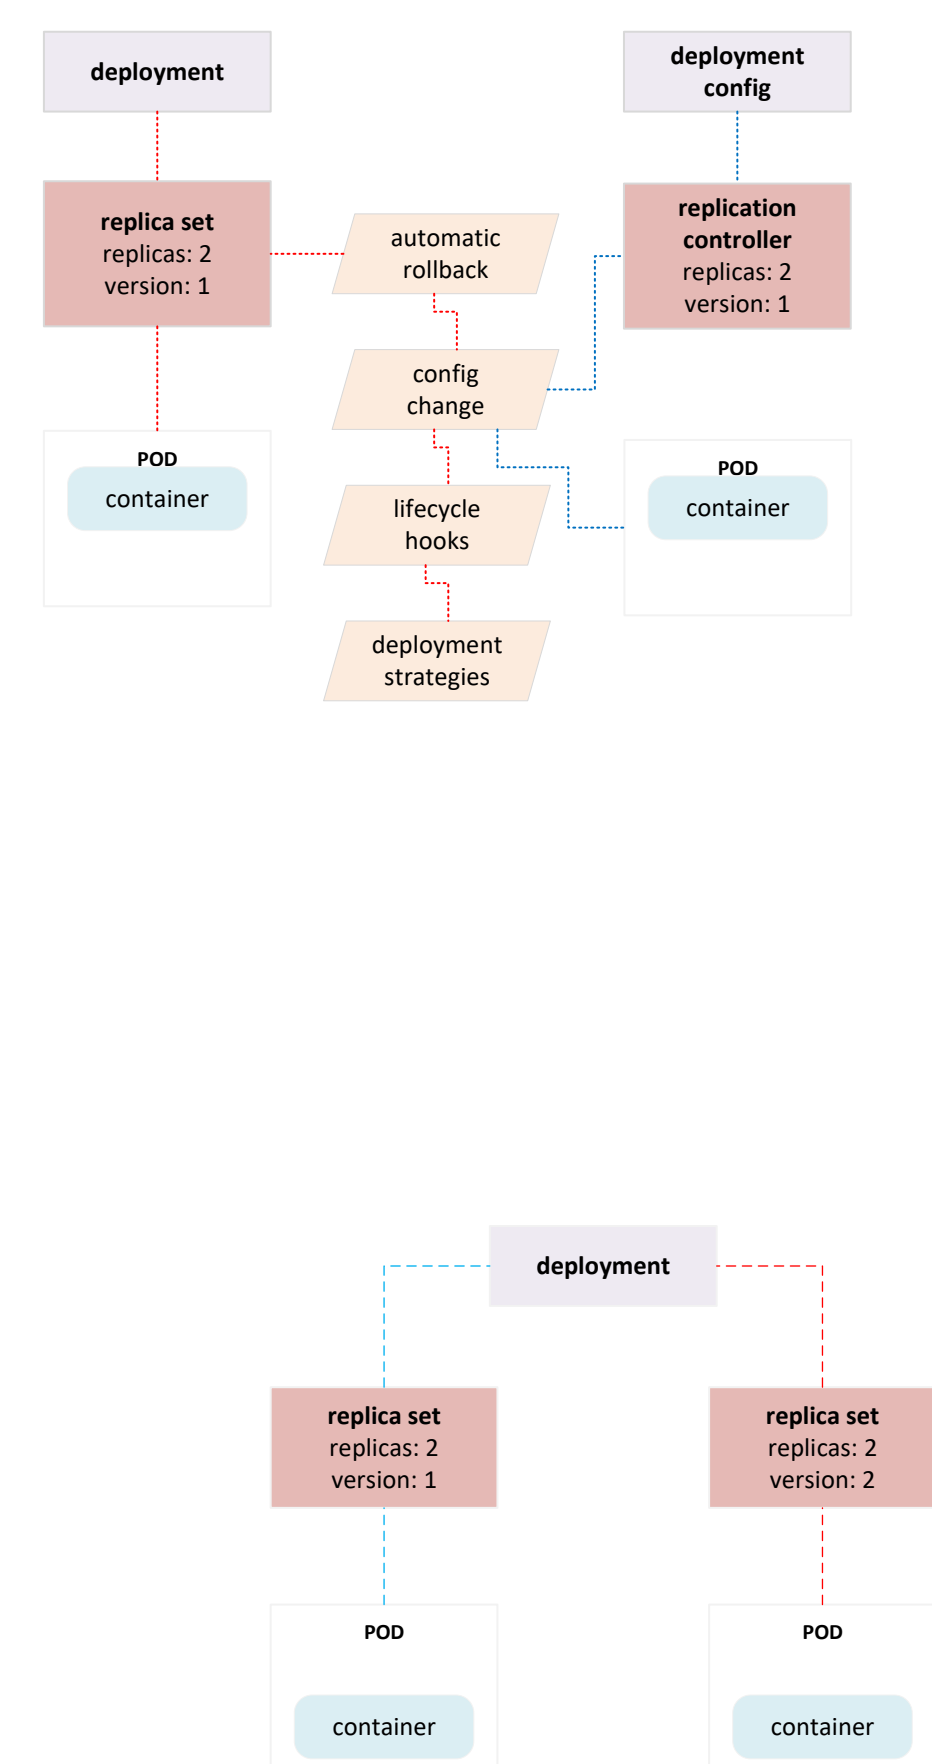 deployment
deployment
config
replica set
replicas: 2
version: 1
automatic
rollback
replication
controller
replicas: 2
version: 1
config
change
POD
container
POD
container
lifecycle
hooks
deployment
strategies
deployment
replica set
replicas: 2
version: 1
replica set
replicas: 2
version: 2
POD
container
POD
container